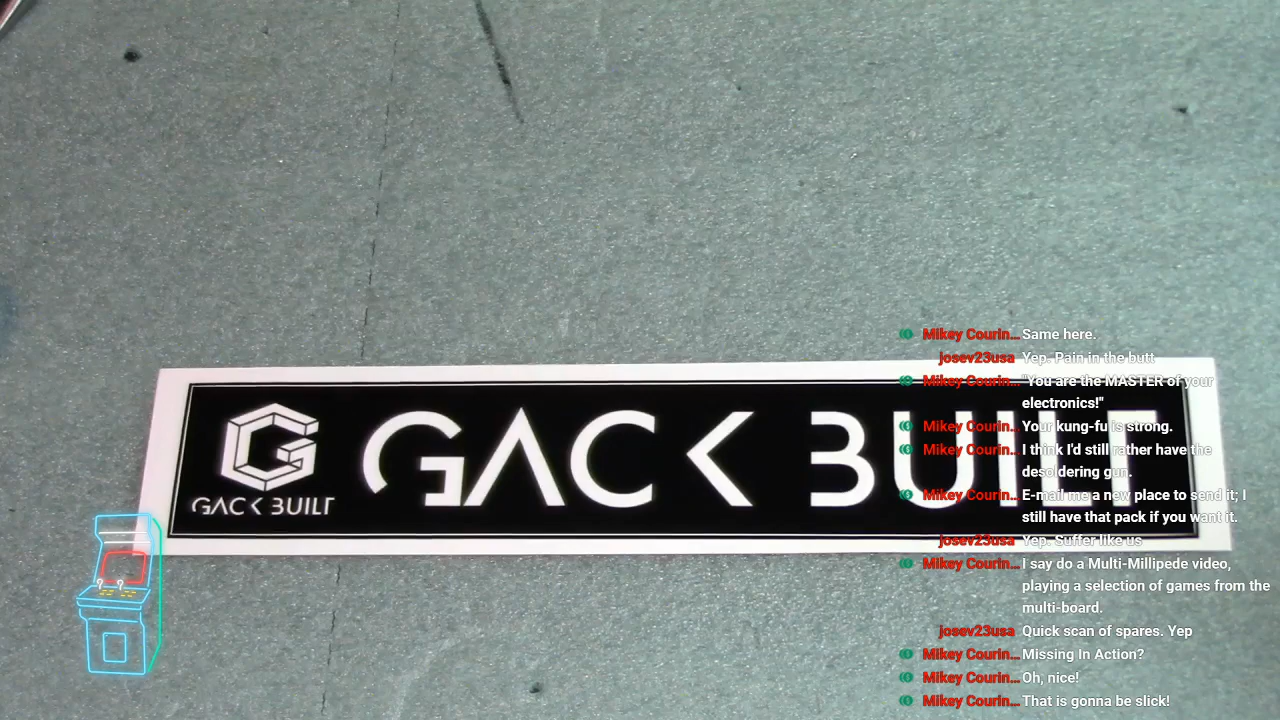 GACK BUILT
GACK BUILT
Mikey Courin... Same here.
josev23usa Yep. Pain in the butt
Mikey Courin... "You are the MASTER of your
electronics!"
Mikey Courin... Your kung-fu is strong.
Mikey Courin... I think I'd still rather have the
desoldering gun.
Mikey Courin... E-mail me a new place to send it; I
still have that pack if you want it.
josev23usa Yep. Suffer like us
Mikey Courin... I say do a Multi-Millipede video,
playing a selection of games from the
multi-board.
josev23usa Quick scan of spares. Yep
Mikey Courin... Missing In Action?
Mikey Courin... Oh, nice!
Mikey Courin... That is gonna be slick!